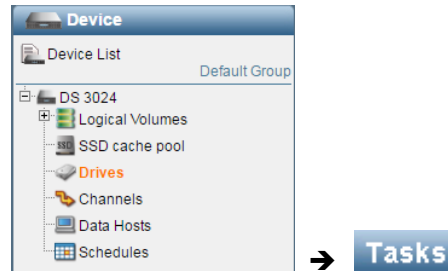 Device
Device List
Default Group
DS 3024
Logical Volumes
SSD SSD cache pool
Drives
Channels
Data Hosts
Schedules
➔ Tasks